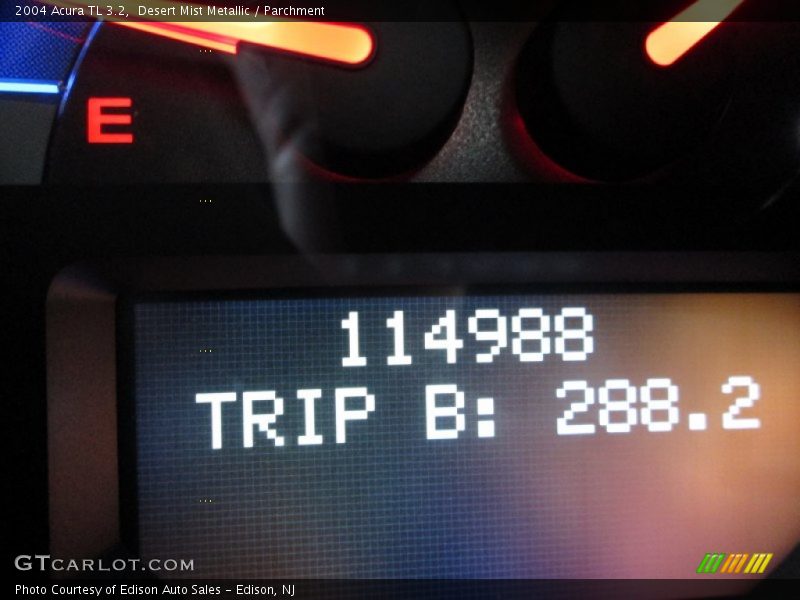 2004 Acura TL 3.2,  Desert Mist Metallic / Parchment
E
114988
TRIP B: 288.2
GTCARLOT.COM
Photo Courtesy of Edison Auto Sales - Edison, NJ